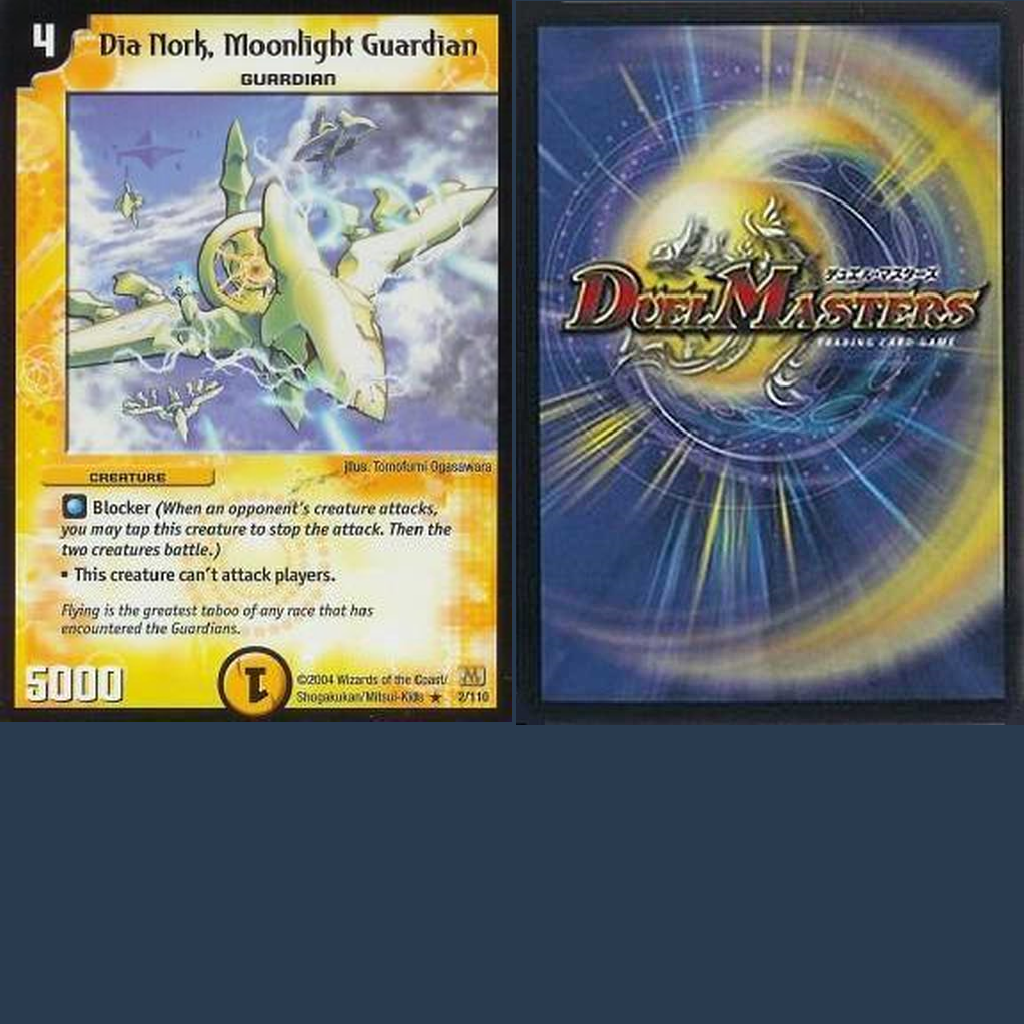 4
Dia Nork, Moonlight Guardian
GUARDIAN
illus. Tomofumi Ogasawara
CREATURE
Blocker (When an opponent's creature attacks,
you may tap this creature to stop the attack. Then the
two creatures battle.)
▪ This creature can't attack players.
Flying is the greatest taboo of any race that has
encountered the Guardians.
5000
1
©2004 Wizards of the Coast/
Shogakukan/Mitsui-Kids ★ 2/110
デュエル・マスターズ
DUEL MASTERS
TRADING CARD GAME